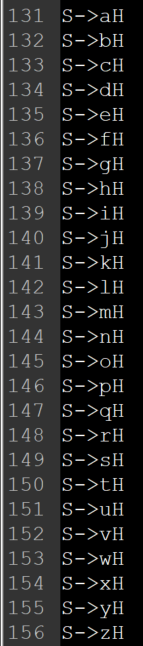 131 S->aH
132 S->bH
133 S->cH
134 S->dH
135 S->eH
136 S->fH
137 S->gH
138 S->hH
139 S->iH
140 S->jH
141 S->kH
142 S->lH
143 S->mH
144 S->nH
145 S->oH
146 S->pH
147 S->qH
148 S->rH
149 S->sH
150 S->tH
151 S->uH
152 S->vH
153 S->wH
154 S->xH
155 S->yH
156 S->zH